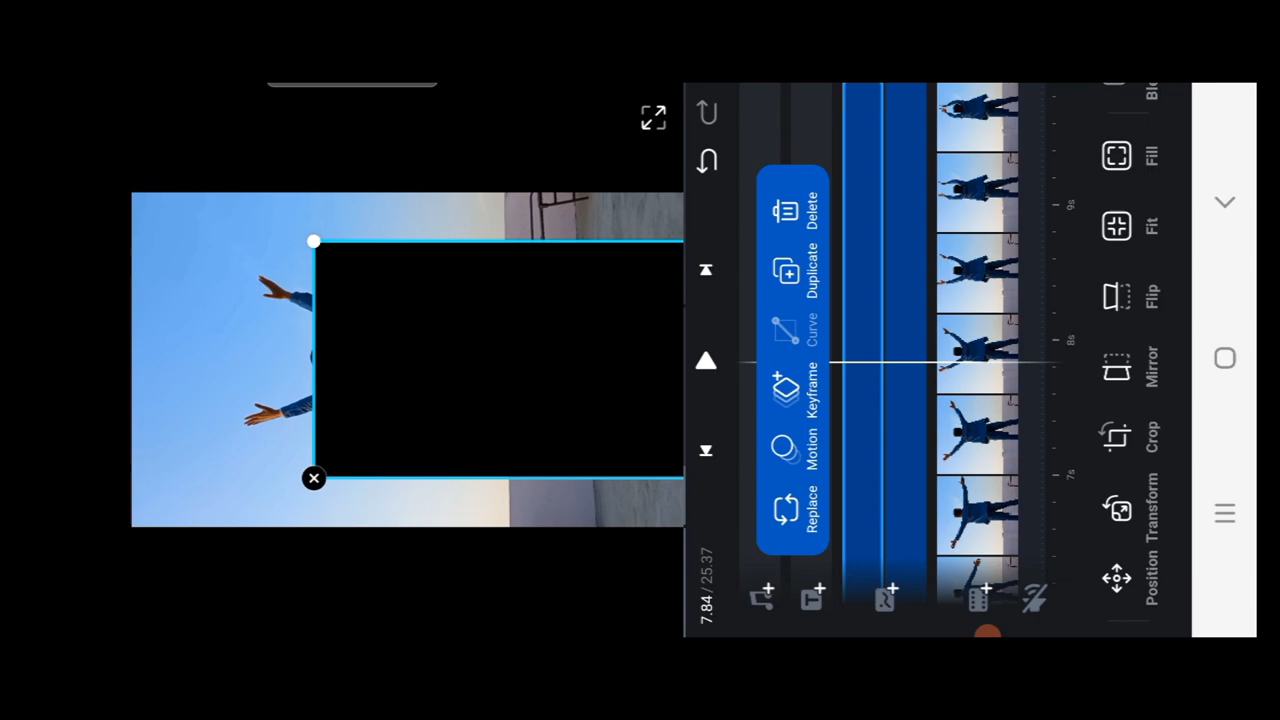 7.84 / 25.37
Replace Motion Keyframe Curve Duplicate Delete
7s 8s 9s
Position Transform Crop Mirror Flip Fit Fill